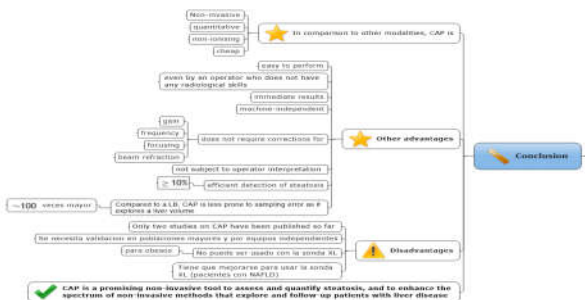 Non-invasive
quantitative
non-ionising
cheap
In comparison to other modalities, CAP is
easy to perform
even by an operator who does not have
any radiological skills
immediate results
machine-independent
gain
frequency
focusing
beam refraction
does not require corrections for
Other advantages
Conclusion
not subject to operator interpretation
≥ 10%
efficient detection of steatosis
~100 veces mayor
Compared to a LB, CAP is less prone to sampling error as it
explores a liver volume
Only two studies on CAP have been published so far
Se necesita validacion en poblaciones mayores y por equipos independientes
para obesos
No puede ser usado con la sonda XL
Disadvantages
Tiene que mejorarse para usar la sonda
XL (pacientes con NAFLD)
CAP is a promising non-invasive tool to assess and quantify steatosis, and to enhance the
spectrum of non-invasive methods that explore and follow-up patients with liver disease